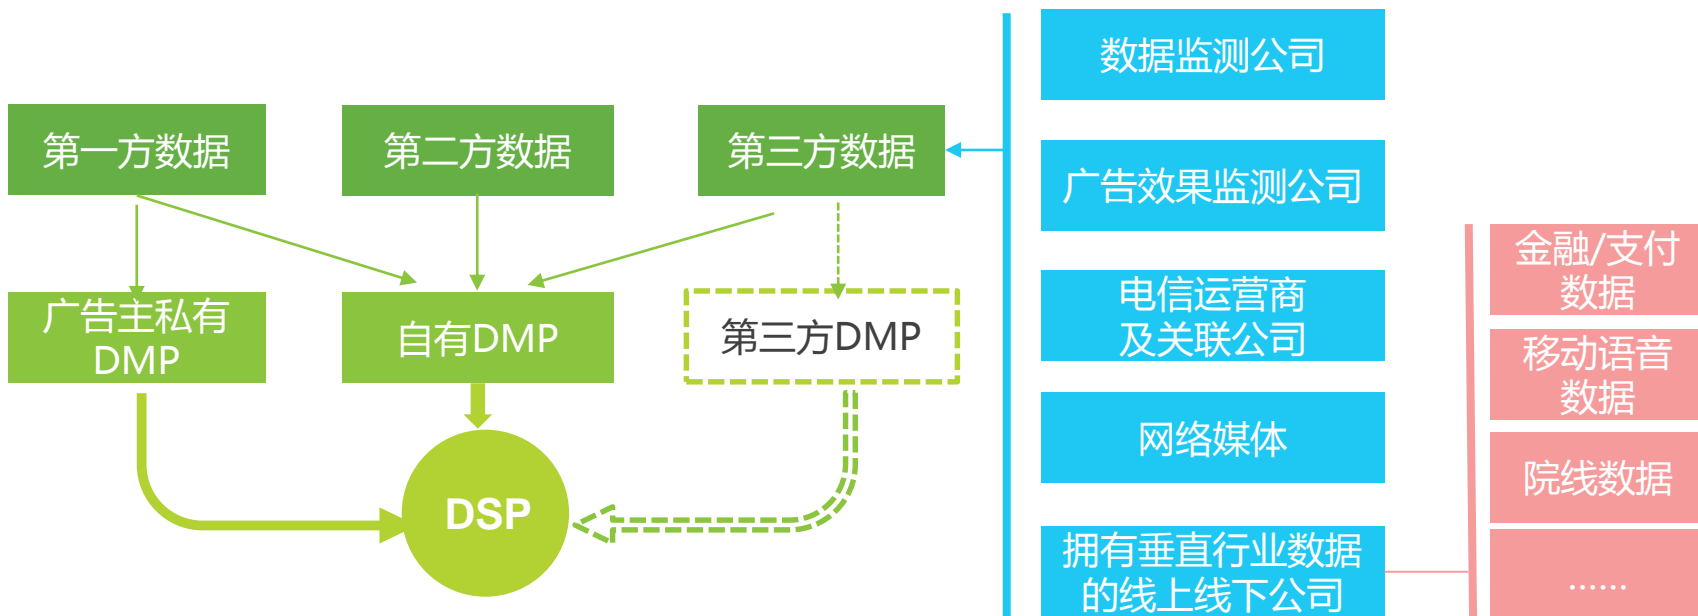 第一方数据
第二方数据
第三方数据
广告主私有
DMP
自有DMP
第三方DMP
DSP
数据监测公司
广告效果监测公司
电信运营商
及关联公司
网络媒体
拥有垂直行业数据
的线上线下公司
金融/支付
数据
移动语音
数据
院线数据
……